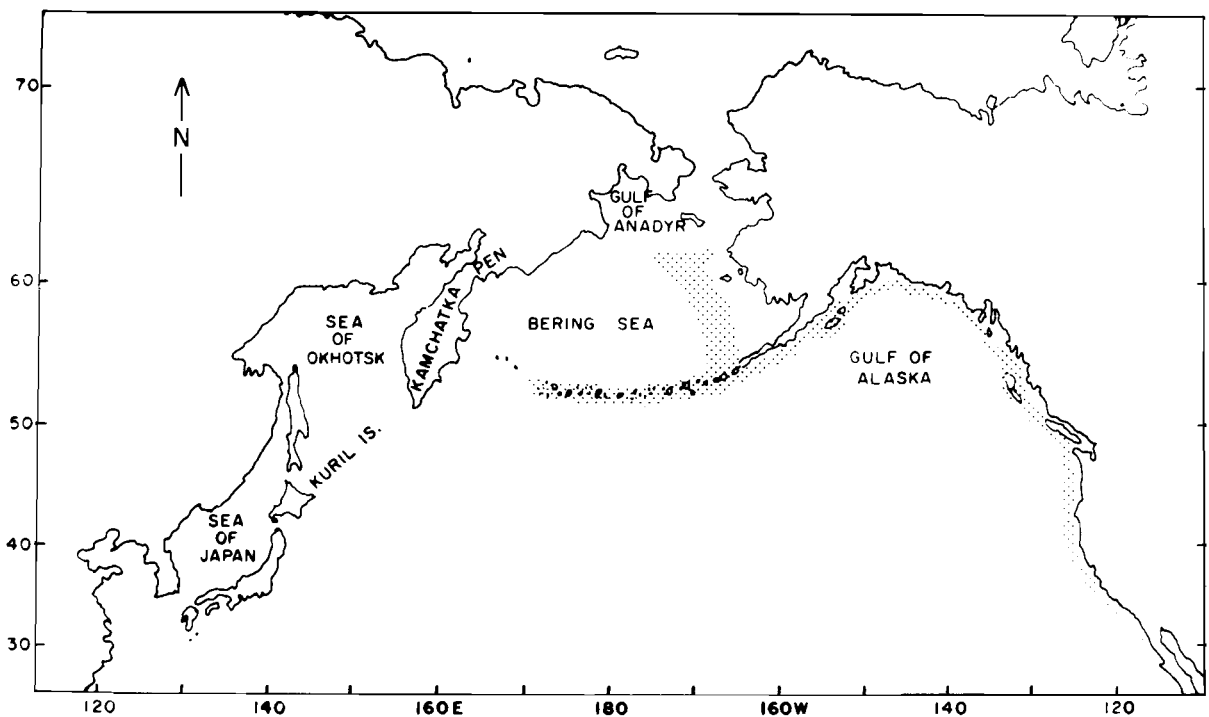 70
N
GULF
OF
ANADYR
60
KAMCHATKA PEN
SEA
OF
OKHOTSK
BERING SEA
GULF OF
ALASKA
50
KURIL IS.
SEA
OF
JAPAN
40
30
120 140 160E 180 160W 140 120